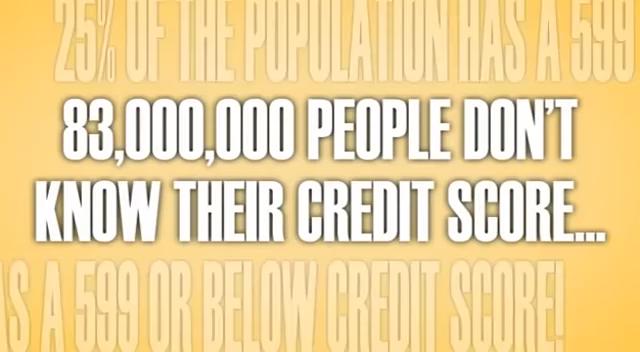 25% OF THE POPULATION HAS A 599
83,000,000 PEOPLE DON'T
KNOW THEIR CREDIT SCORE...
AS A 599 OR BELOW CREDIT SCORE!